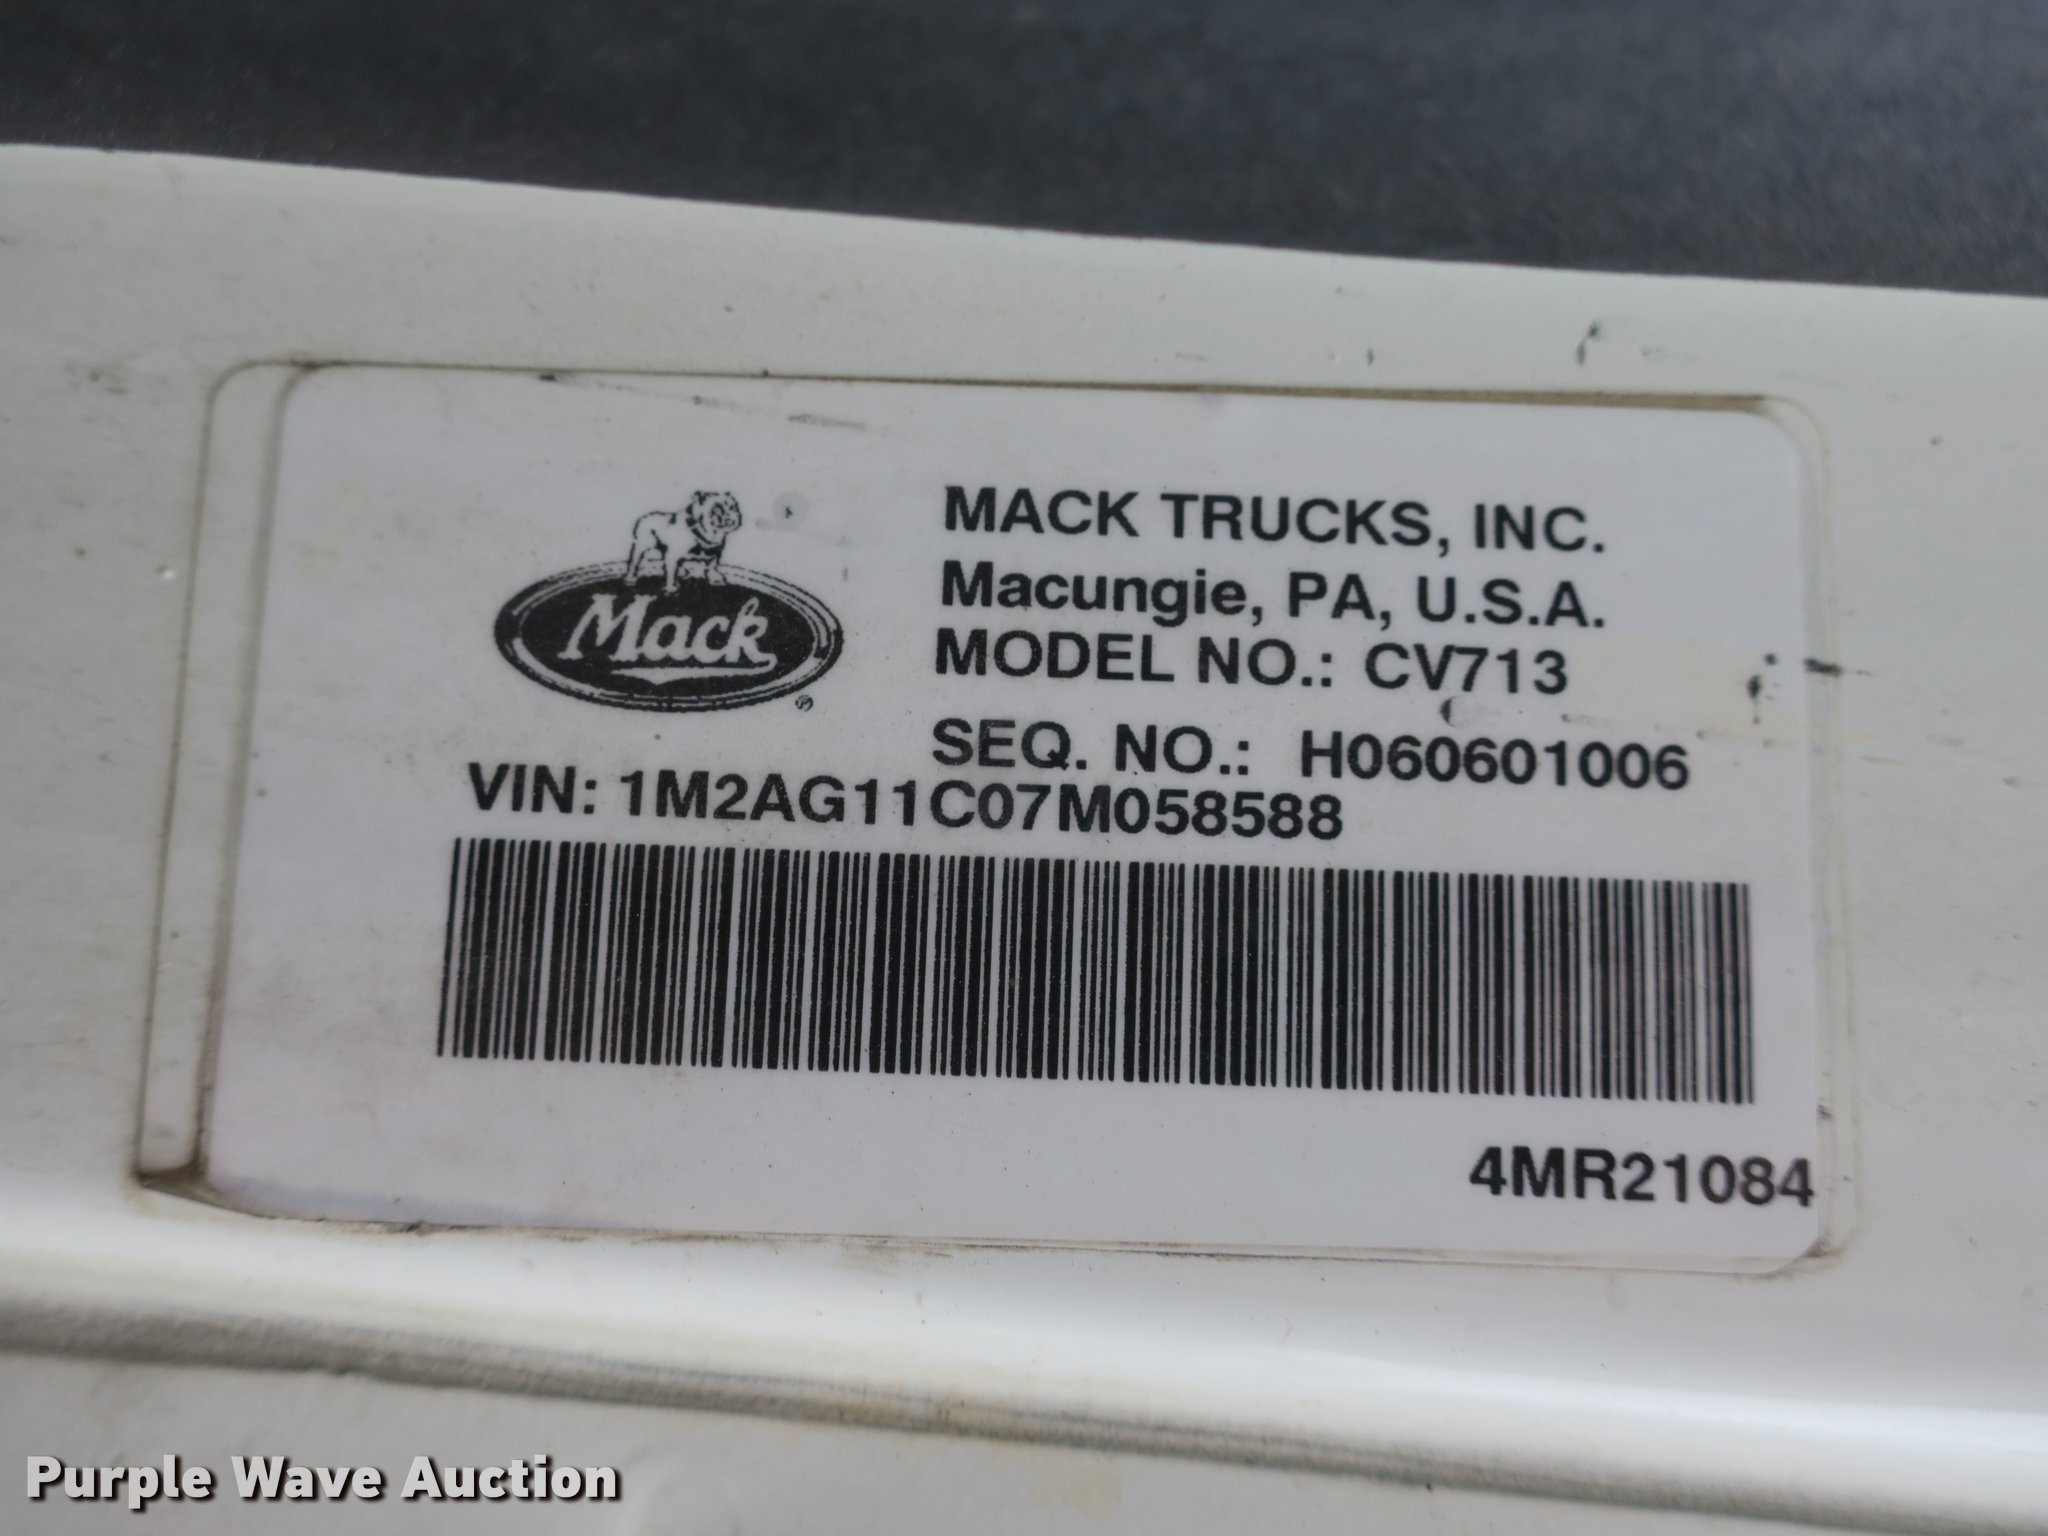 Mack
MACK TRUCKS, INC.
Macungie, PA, U.S.A.
MODEL NO.: CV713
SEQ. NO.: H060601006
VIN: 1M2AG11C07M058588
4MR21084
Purple Wave Auction